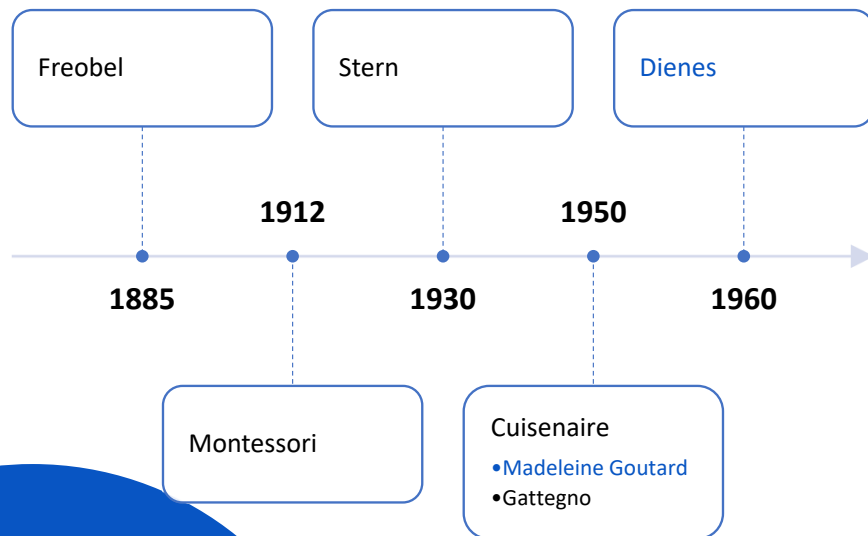 Freobel
Stern
Dienes
1912
1950
1885
1930
1960
Montessori
Cuisenaire
•Madeleine Goutard
•Gattegno